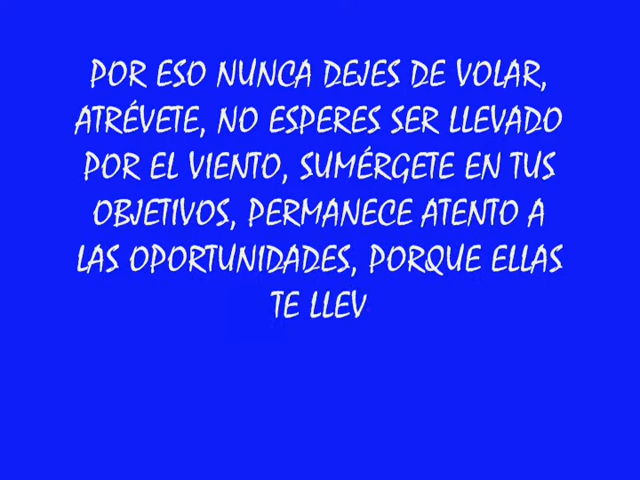 POR ESO NUNCA DEJES DE VOLAR,
ATRÉVETE, NO ESPERES SER LLEVADO
POR EL VIENTO, SUMÉRGETE EN TUS
OBJETIVOS, PERMANECE ATENTO A
LAS OPORTUNIDADES, PORQUE ELLAS
TE LLEV